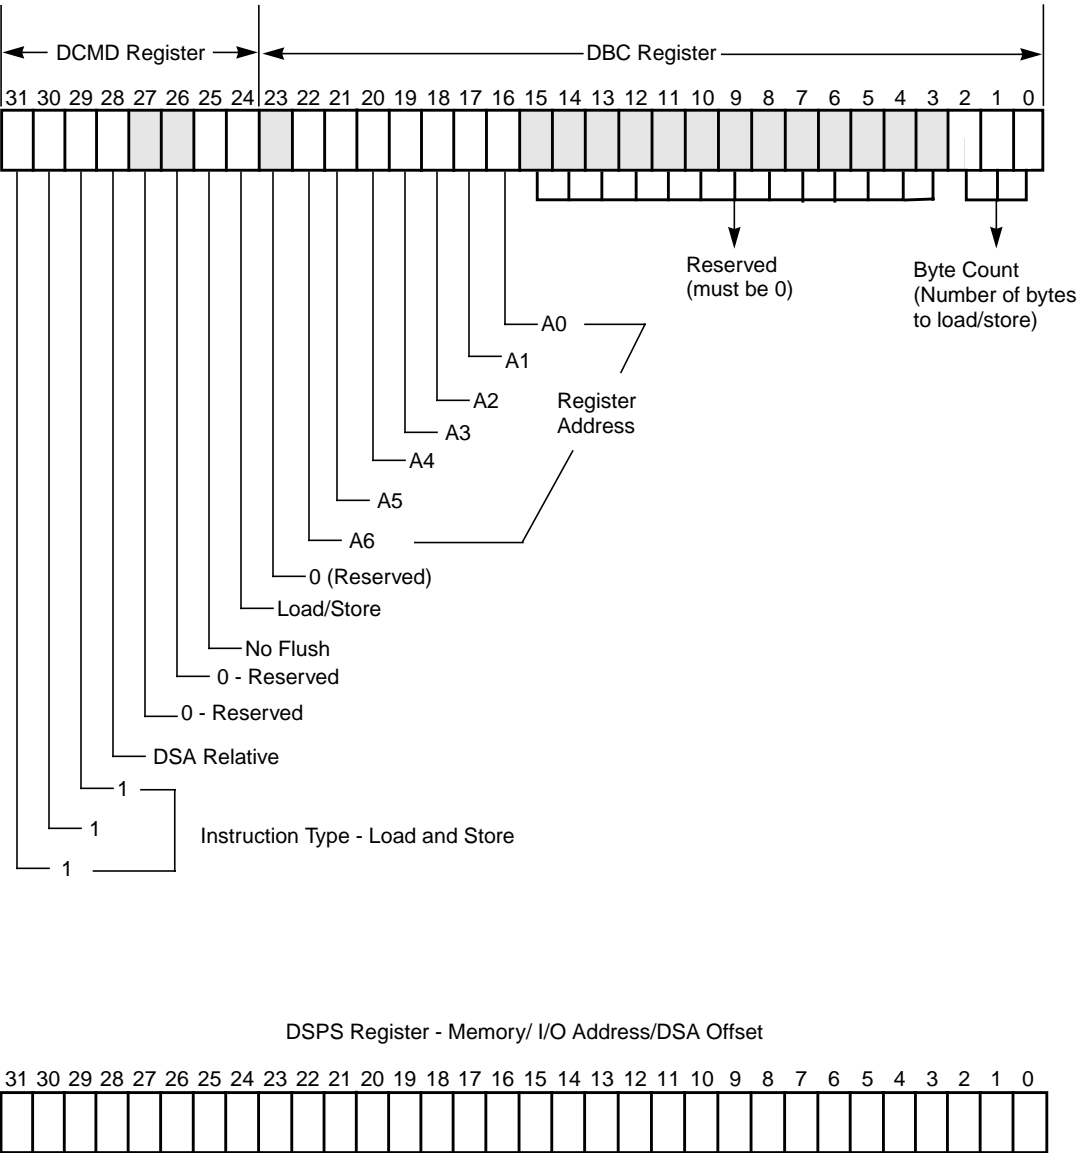 DCMD Register
DBC Register
31 30 29 28 27 26 25 24 23 22 21 20 19 18 17 16 15 14 13 12 11 10 9 8 7 6 5 4 3 2 1 0
Reserved
(must be 0)
Byte Count
(Number of bytes
to load/store)
A0
A1
A2
Register
Address
A3
A4
A5
A6
0 (Reserved)
Load/Store
No Flush
0 - Reserved
0 - Reserved
DSA Relative
1
1
Instruction Type - Load and Store
1
DSPS Register - Memory/ I/O Address/DSA Offset
31 30 29 28 27 26 25 24 23 22 21 20 19 18 17 16 15 14 13 12 11 10 9 8 7 6 5 4 3 2 1 0